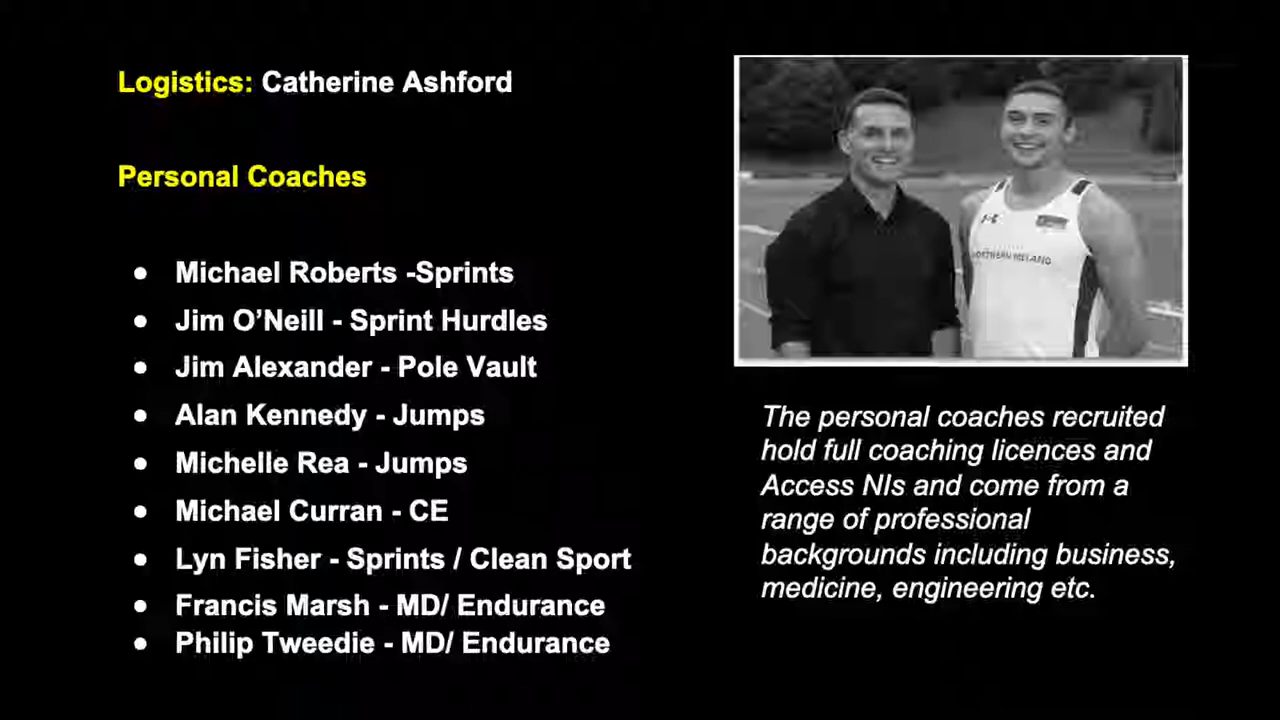 Logistics: Catherine Ashford
Personal Coaches
● Michael Roberts -Sprints
● Jim O’Neill - Sprint Hurdles
● Jim Alexander - Pole Vault
● Alan Kennedy - Jumps
● Michelle Rea - Jumps
● Michael Curran - CE
● Lyn Fisher - Sprints / Clean Sport
● Francis Marsh - MD/ Endurance
● Philip Tweedie - MD/ Endurance
NORTHERN IRELAND
The personal coaches recruited
hold full coaching licences and
Access NIs and come from a
range of professional
backgrounds including business,
medicine, engineering etc.